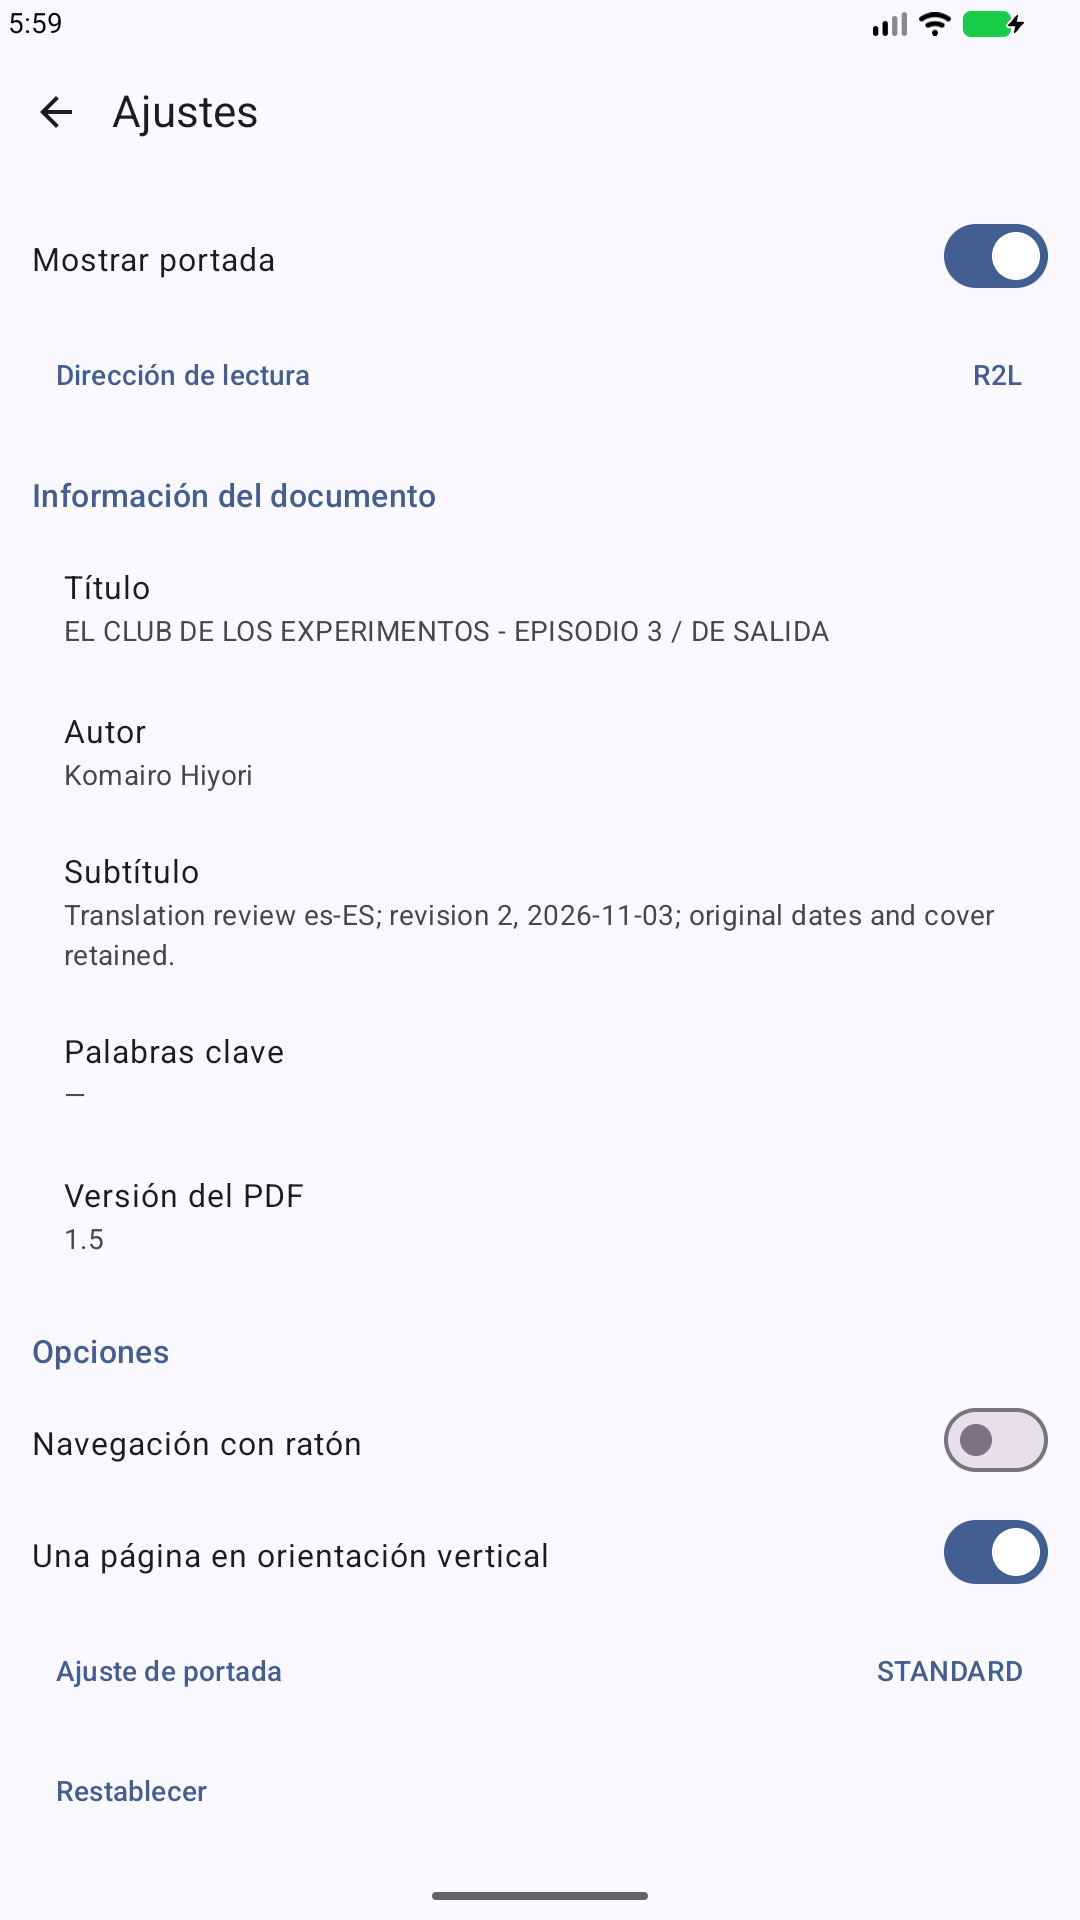 5:59
Ajustes
Mostrar portada
Dirección de lectura R2L
Información del documento
Título
EL CLUB DE LOS EXPERIMENTOS - EPISODIO 3 / DE SALIDA
Autor
Komairo Hiyori
Subtítulo
Translation review es-ES; revision 2, 2026-11-03; original dates and cover
retained.
Palabras clave
—
Versión del PDF
1.5
Opciones
Navegación con ratón
Una página en orientación vertical
Ajuste de portada STANDARD
Restablecer